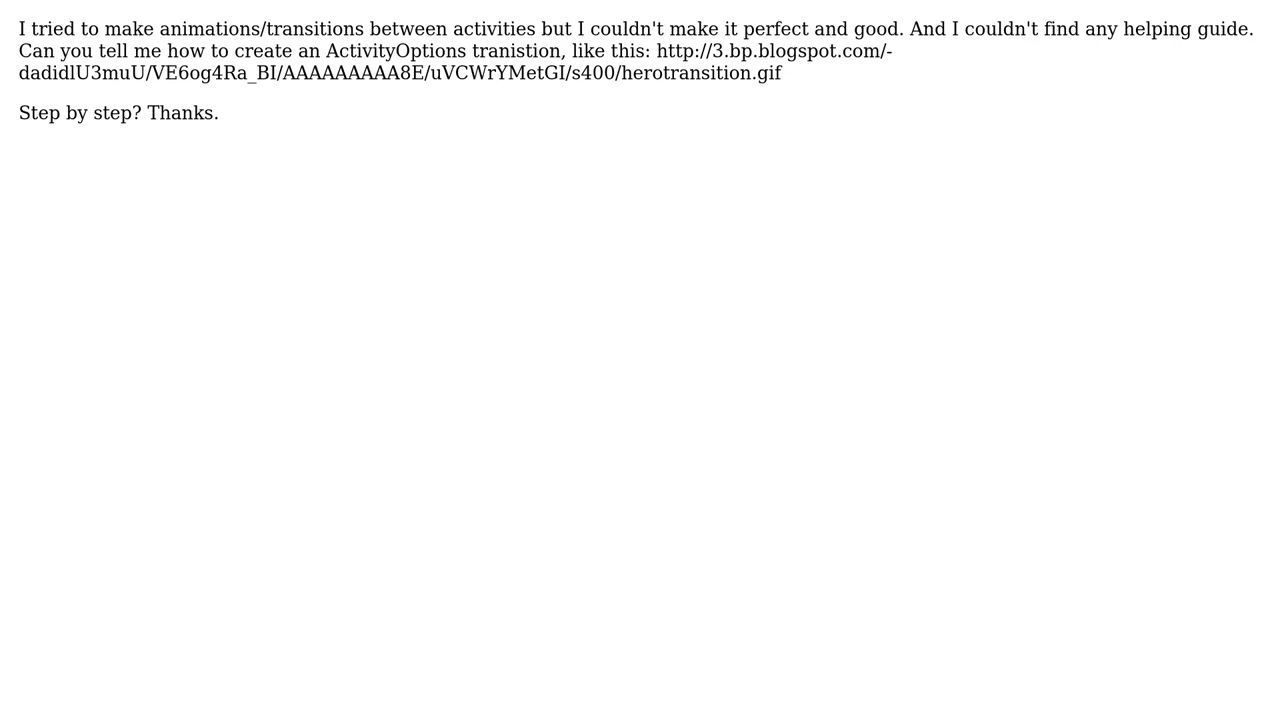 I tried to make animations/transitions between activities but I couldn't make it perfect and good. And I couldn't find any helping guide.
Can you tell me how to create an ActivityOptions tranistion, like this: http://3.bp.blogspot.com/-
dadidlU3muU/VE6og4Ra_BI/AAAAAAAAA8E/uVCWrYMetGI/s400/herotransition.gif
Step by step? Thanks.